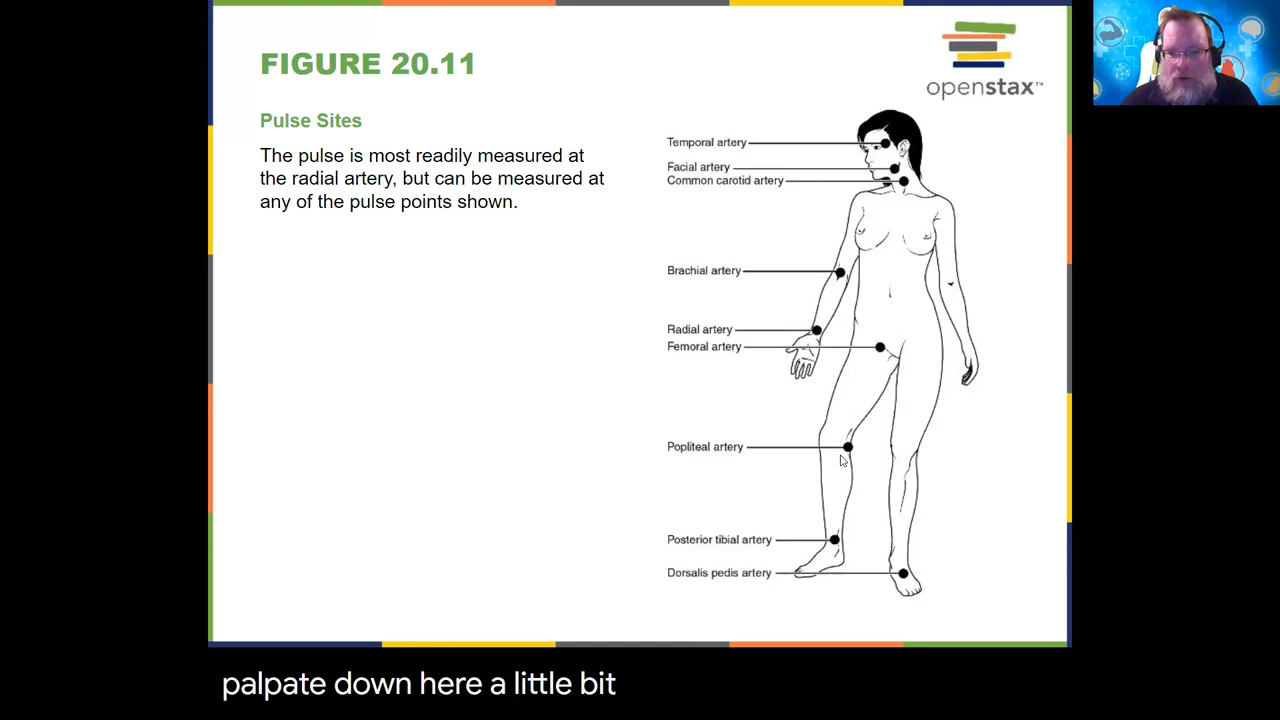 FIGURE 20.11
openstax™
Pulse Sites
The pulse is most readily measured at
the radial artery, but can be measured at
any of the pulse points shown.
Temporal artery
Facial artery
Common carotid artery
Brachial artery
Radial artery
Femoral artery
Popliteal artery
Posterior tibial artery
Dorsalis pedis artery
palpate down here a little bit